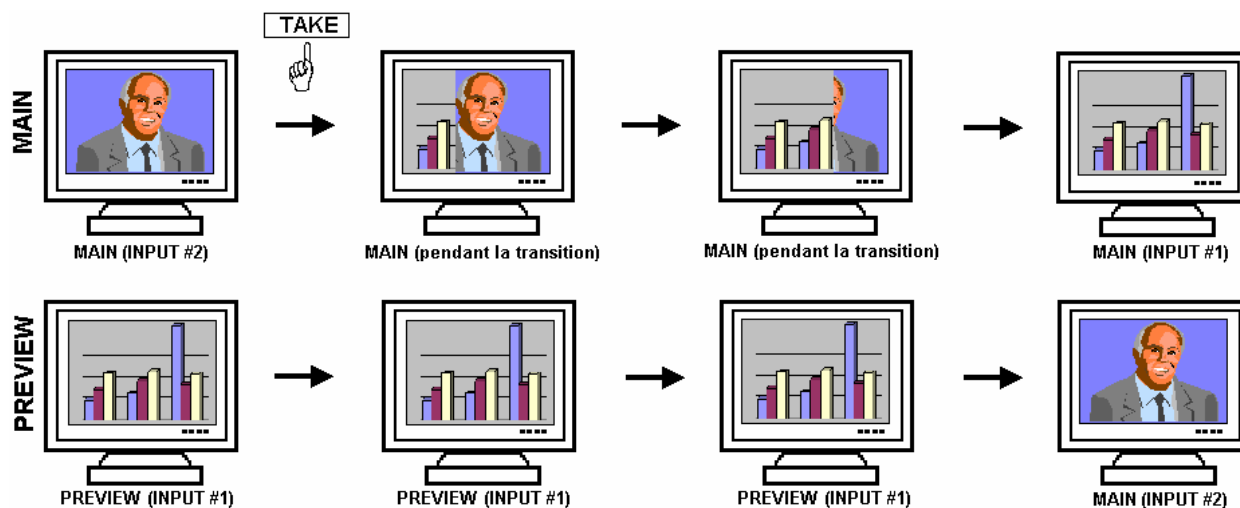 TAKE
MAIN
MAIN (INPUT #2)
MAIN (pendant la transition)
MAIN (pendant la transition)
MAIN (INPUT #1)
PREVIEW
PREVIEW (INPUT #1)
PREVIEW (INPUT #1)
PREVIEW (INPUT #1)
MAIN (INPUT #2)